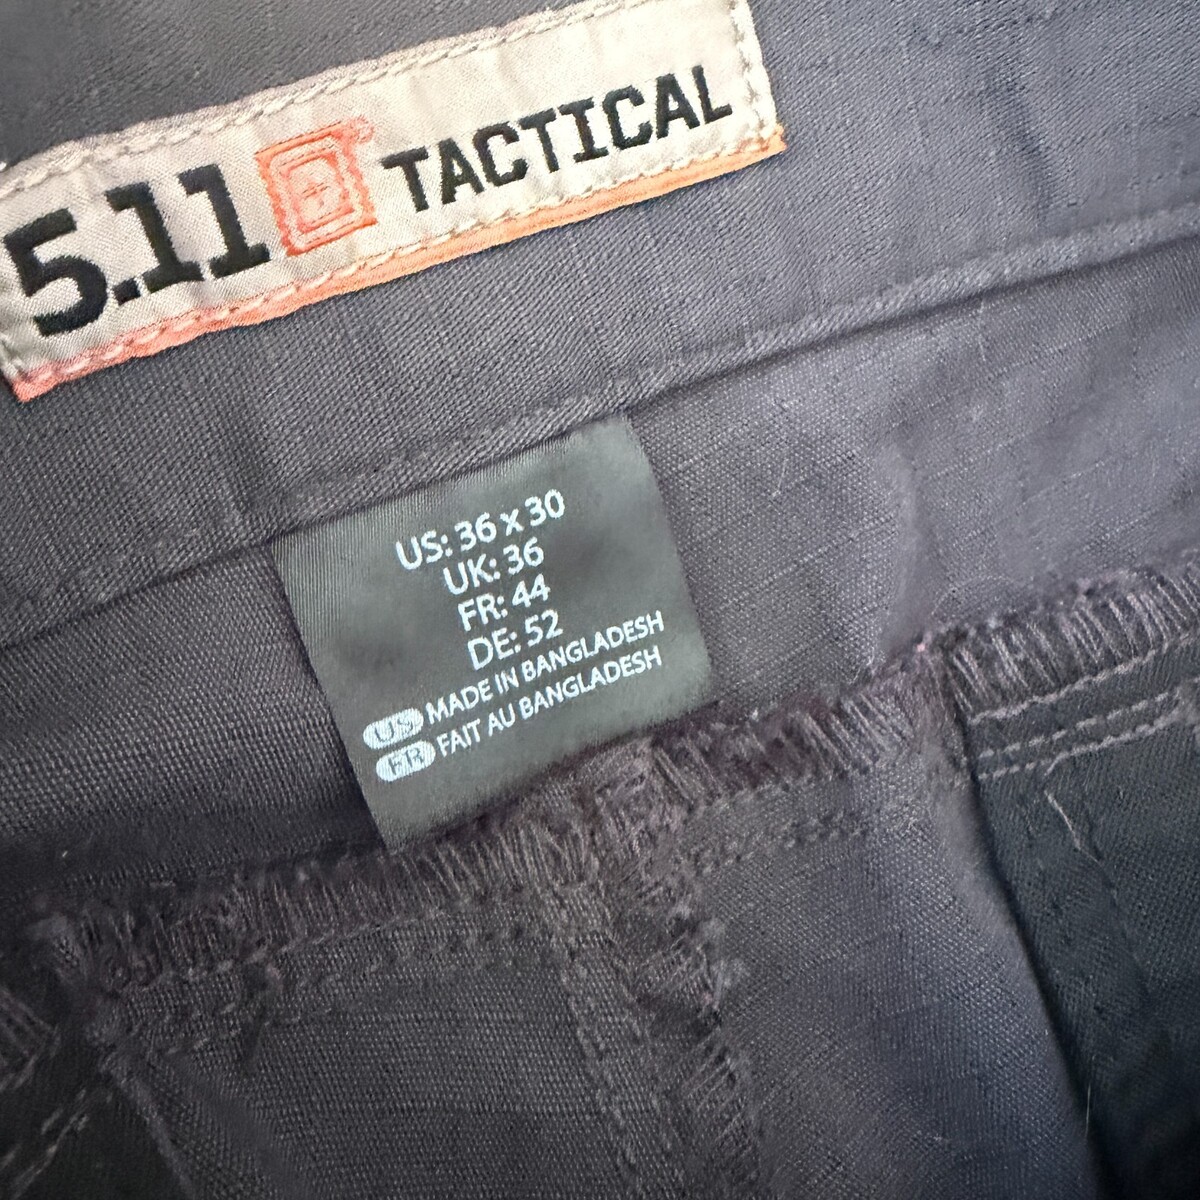 5.11 TACTICAL
US: 36 x 30
UK: 36
FR: 44
DE: 52
US MADE IN BANGLADESH
FR FAIT AU BANGLADESH